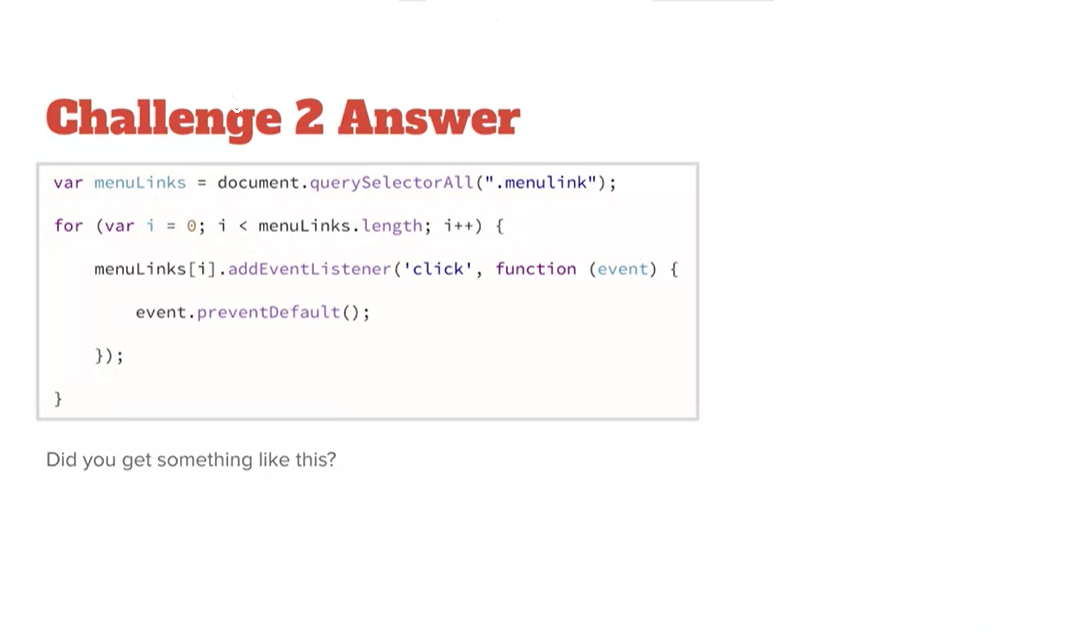 Challenge 2 Answer
var menuLinks = document.querySelectorAll(".menulink");
for (var i = 0; i < menuLinks.length; i++) {
    menuLinks[i].addEventListener('click', function (event) {
        event.preventDefault();
    });
}
Did you get something like this?